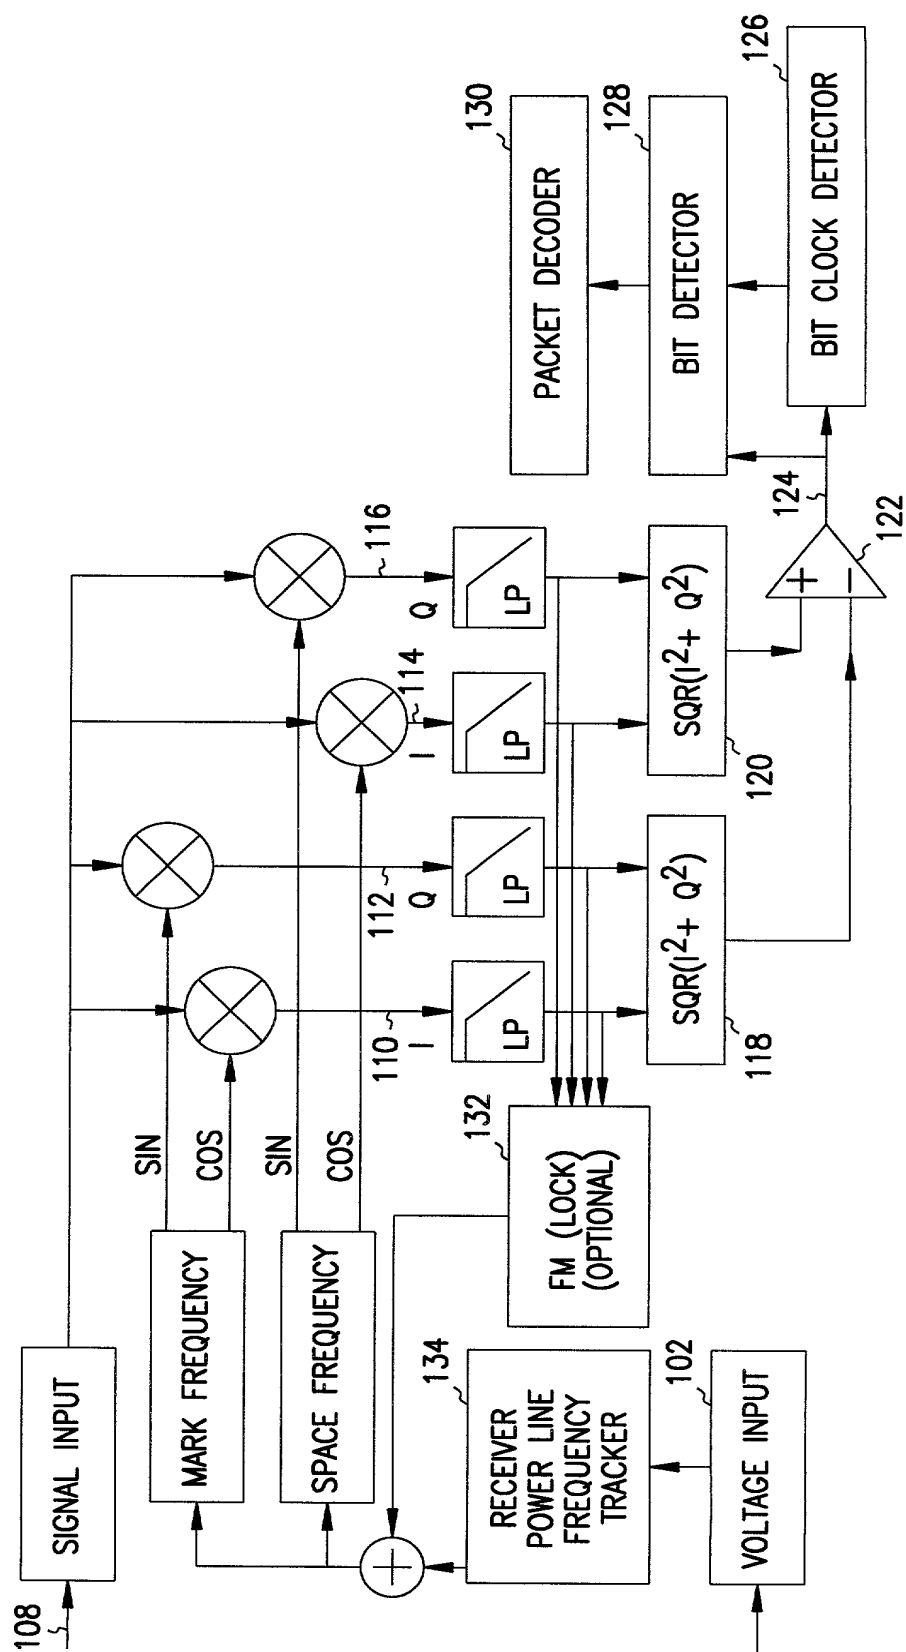 108
SIGNAL INPUT
MARK FREQUENCY
SIN
COS
SPACE FREQUENCY
SIN
COS
110
I
112
Q
114
I
116
Q
LP
LP
LP
LP
RECEIVER
POWER LINE
FREQUENCY
TRACKER
134
FM (LOCK)
(OPTIONAL)
132
VOLTAGE INPUT
102
SQR(I²+ Q²)
118
SQR(I²+ Q²)
120
+
−
122
124
PACKET DECODER
130
BIT DETECTOR
128
BIT CLOCK DETECTOR
126